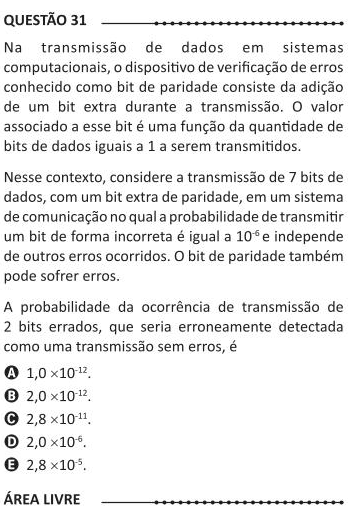 QUESTÃO 31
Na transmissão de dados em sistemas
computacionais, o dispositivo de verificação de erros
conhecido como bit de paridade consiste da adição
de um bit extra durante a transmissão. O valor
associado a esse bit é uma função da quantidade de
bits de dados iguais a 1 a serem transmitidos.
Nesse contexto, considere a transmissão de 7 bits de
dados, com um bit extra de paridade, em um sistema
de comunicação no qual a probabilidade de transmitir
um bit de forma incorreta é igual a 10⁻⁶ e independe
de outros erros ocorridos. O bit de paridade também
pode sofrer erros.
A probabilidade da ocorrência de transmissão de
2 bits errados, que seria erroneamente detectada
como uma transmissão sem erros, é
A 1,0 ×10⁻¹².
B 2,0 ×10⁻¹².
C 2,8 ×10⁻¹¹.
D 2,0 ×10⁻⁶.
E 2,8 ×10⁻⁵.
ÁREA LIVRE